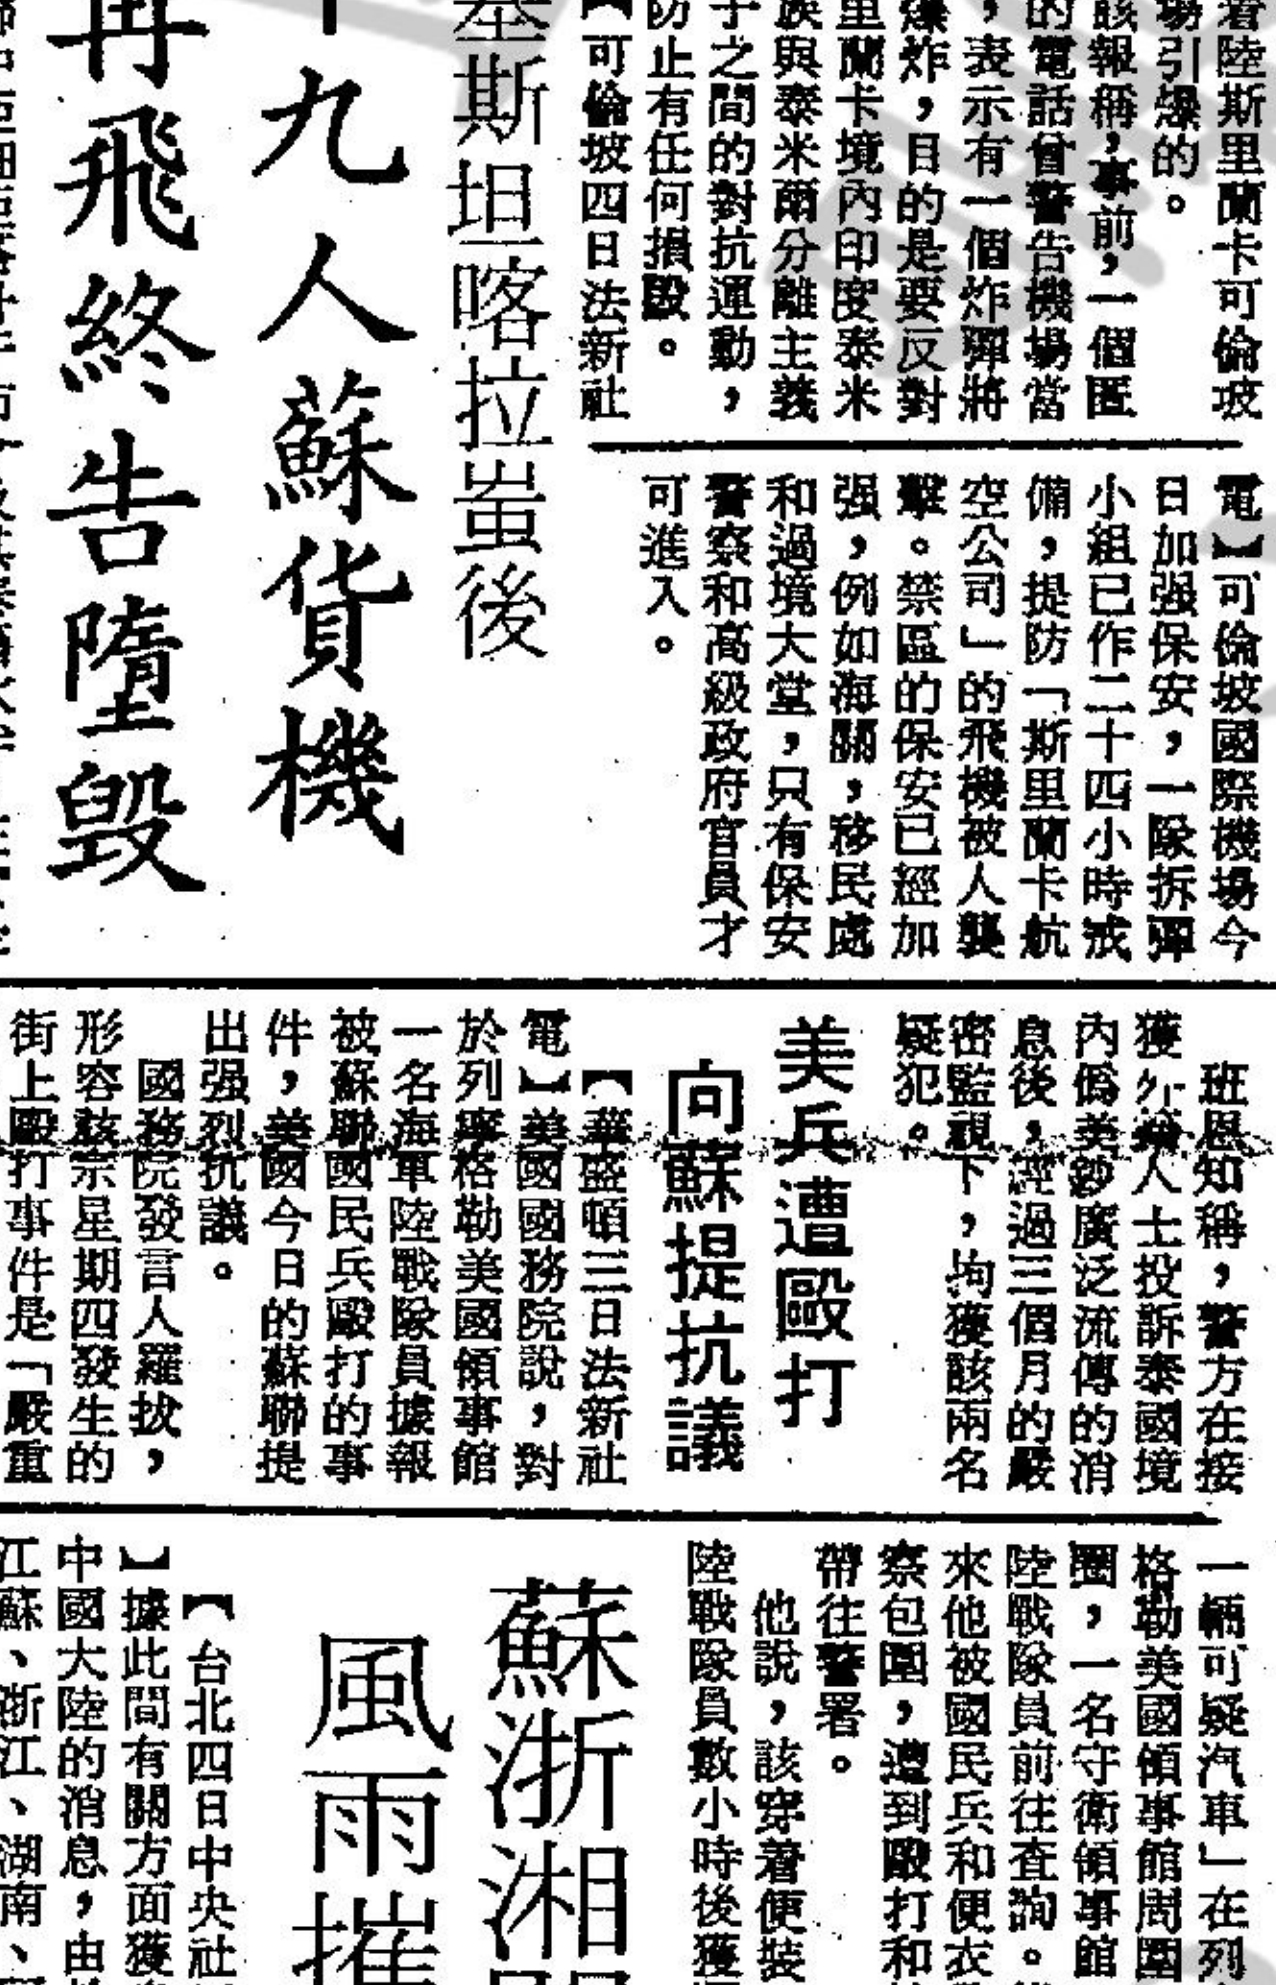 着陸斯里蘭卡可倫坡
場引爆的。
該報稱,事前,一個匿
的電話曾警告機場當
,表示有一個炸彈將
爆炸,目的是要反對
里蘭卡境內印度泰米
族與泰米爾分離主義
子之間的對抗運動,
防止有任何損毀。
【可倫坡四日法新社
電】可倫坡國際機場今
日加强保安,一隊拆彈
小組已作二十四小時戒
備,提防「斯里蘭卡航
空公司」的飛機被人襲
擊。禁區的保安已經加
强,例如海關,移民處
和過境大堂,只有保安
警察和高級政府官員才
可進入。
基斯坦喀拉蚩後
十九人蘇貨機
再飛終告墮毀
班恩知稱,警方在接
獲外籍人士投訴泰國境
內僞美鈔廣泛流傳的消
息後,經過三個月的嚴
密監視下,拘獲該兩名
疑犯。
美兵遭毆打
向蘇提抗議
【華盛頓三日法新社
電】美國國務院說,對
於列寧格勒美國領事館
一名海軍陸戰隊員據報
被蘇聯國民兵毆打的事
件,美國今日的蘇聯提
出强烈抗議。
國務院發言人羅拔,
形容該宗星期四發生的
街上毆打事件是「嚴重
一輛可疑汽車」在列
格勒美國領事館周圍
圈,一名守衛領事館
陸戰隊員前往查詢。
來他被國民兵和便衣
察包圍,遭到毆打和
帶往警署。
他說,該穿着便裝
陸戰隊員數小時後獲
蘇浙湘
風雨摧
【台北四日中央社
】據此間有關方面獲
中國大陸的消息,由
江蘇、浙江、湖南、